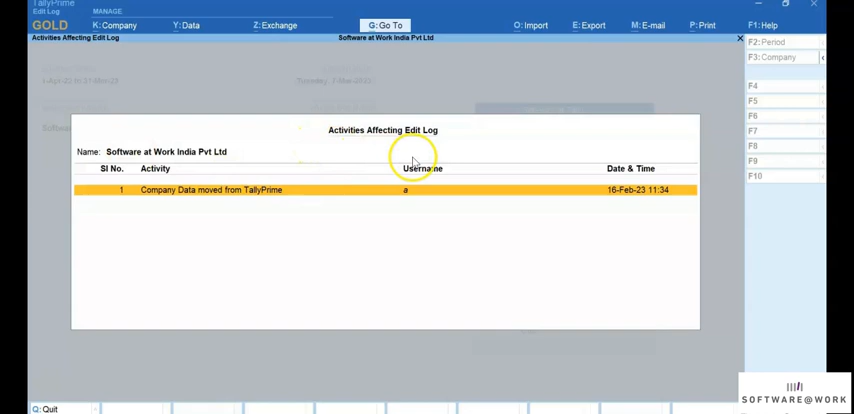 TallyPrime
Edit Log
GOLD
MANAGE
K: Company Y: Data Z: Exchange G: Go To O: Import E: Export M: E-mail P: Print F1: Help
Activities Affecting Edit Log Software at Work India Pvt Ltd ×
F2: Period
F3: Company
F4
F5
F6
F7
F8
F9
F10
Activities Affecting Edit Log
Name: Software at Work India Pvt Ltd
Sl No. Activity Username Date & Time
1 Company Data moved from TallyPrime a 16-Feb-23 11:34
Q: Quit
SOFTWARE@WORK